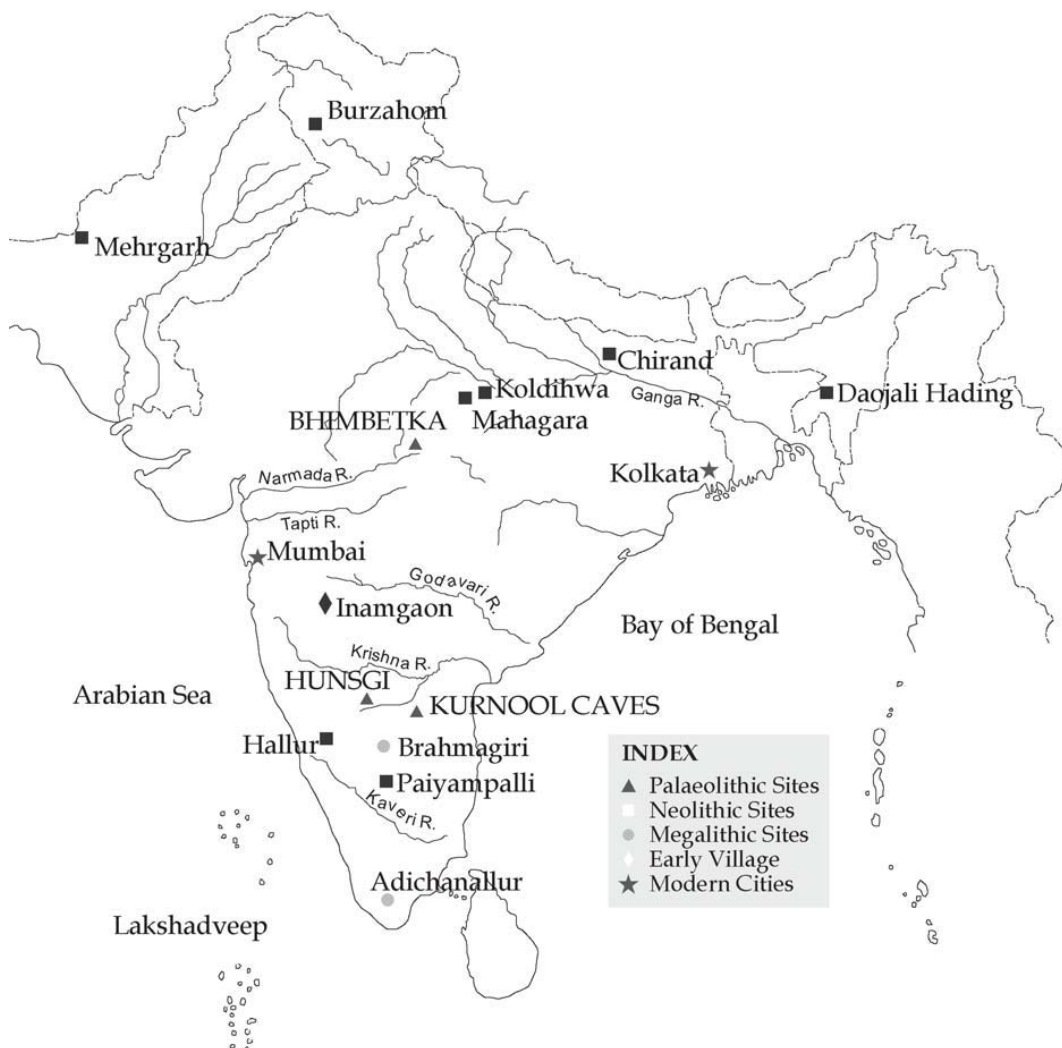 Burzahom
Mehrgarh
Chirand
Koldihwa
Ganga R.
Daojali Hading
BHIMBETKA
Mahagara
Kolkata
Narmada R.
Tapti R.
Mumbai
Godavari R.
Inamgaon
Bay of Bengal
Krishna R.
HUNSGI
Arabian Sea
KURNOOL CAVES
Hallur
Brahmagiri
Paiyampalli
Kaveri R.
Adichanallur
Lakshadveep
INDEX
Palaeolithic Sites
Neolithic Sites
Megalithic Sites
Early Village
Modern Cities